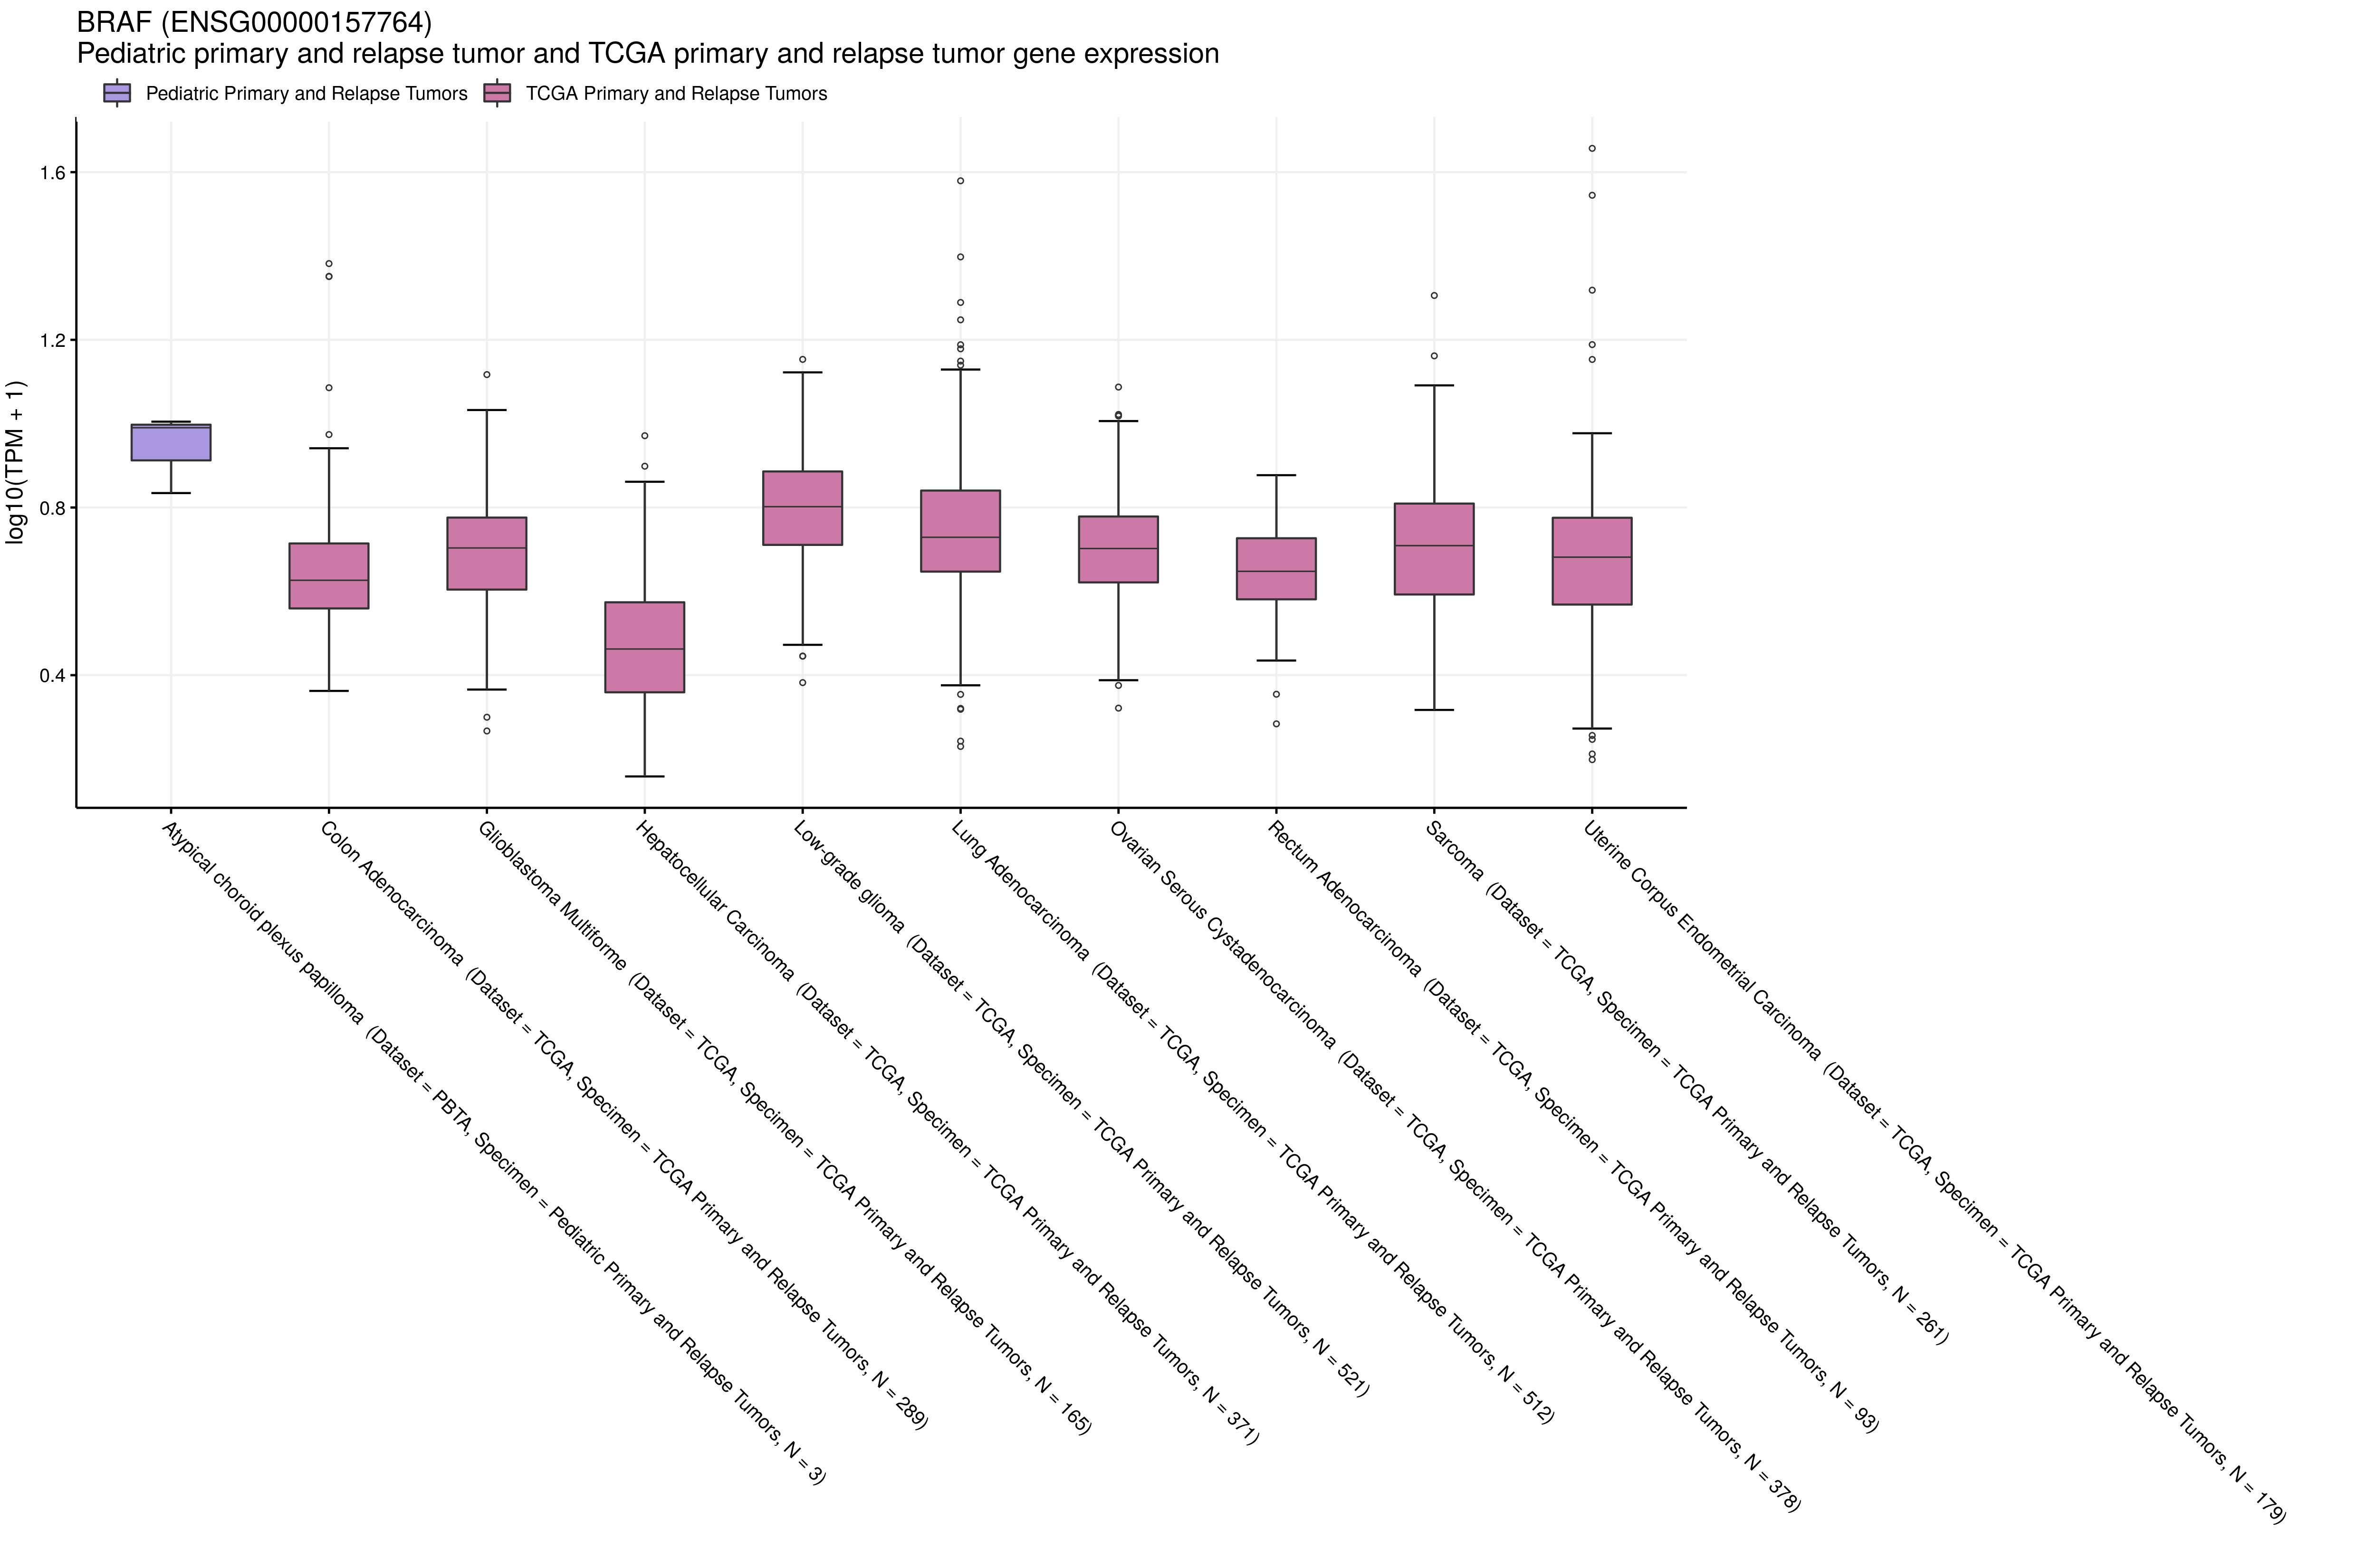 BRAF (ENSG00000157764)
Pediatric primary and relapse tumor and TCGA primary and relapse tumor gene expression
Pediatric Primary and Relapse Tumors
TCGA Primary and Relapse Tumors
log10(TPM + 1)
1.6
1.2
0.8
0.4
Atypical choroid plexus papilloma (Dataset = PBTA, Specimen = Pediatric Primary and Relapse Tumors, N = 3)
Colon Adenocarcinoma (Dataset = TCGA, Specimen = TCGA Primary and Relapse Tumors, N = 289)
Glioblastoma Multiforme (Dataset = TCGA, Specimen = TCGA Primary and Relapse Tumors, N = 165)
Hepatocellular Carcinoma (Dataset = TCGA, Specimen = TCGA Primary and Relapse Tumors, N = 371)
Low-grade glioma (Dataset = TCGA, Specimen = TCGA Primary and Relapse Tumors, N = 521)
Lung Adenocarcinoma (Dataset = TCGA, Specimen = TCGA Primary and Relapse Tumors, N = 512)
Ovarian Serous Cystadenocarcinoma (Dataset = TCGA, Specimen = TCGA Primary and Relapse Tumors, N = 378)
Rectum Adenocarcinoma (Dataset = TCGA, Specimen = TCGA Primary and Relapse Tumors, N = 93)
Sarcoma (Dataset = TCGA, Specimen = TCGA Primary and Relapse Tumors, N = 261)
Uterine Corpus Endometrial Carcinoma (Dataset = TCGA, Specimen = TCGA Primary and Relapse Tumors, N = 179)